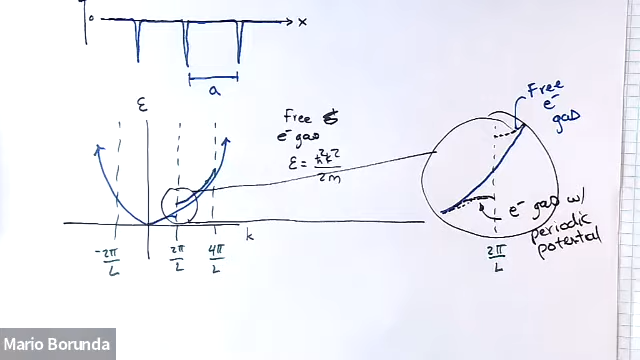 0
x
a
ε
Free
e⁻ gas
ε = ħ²k²/2m
k
-2π/L
2π/L
4π/L
Free
e⁻
gas
e⁻ gas w/
periodic
potential
2π/L
Mario Borunda